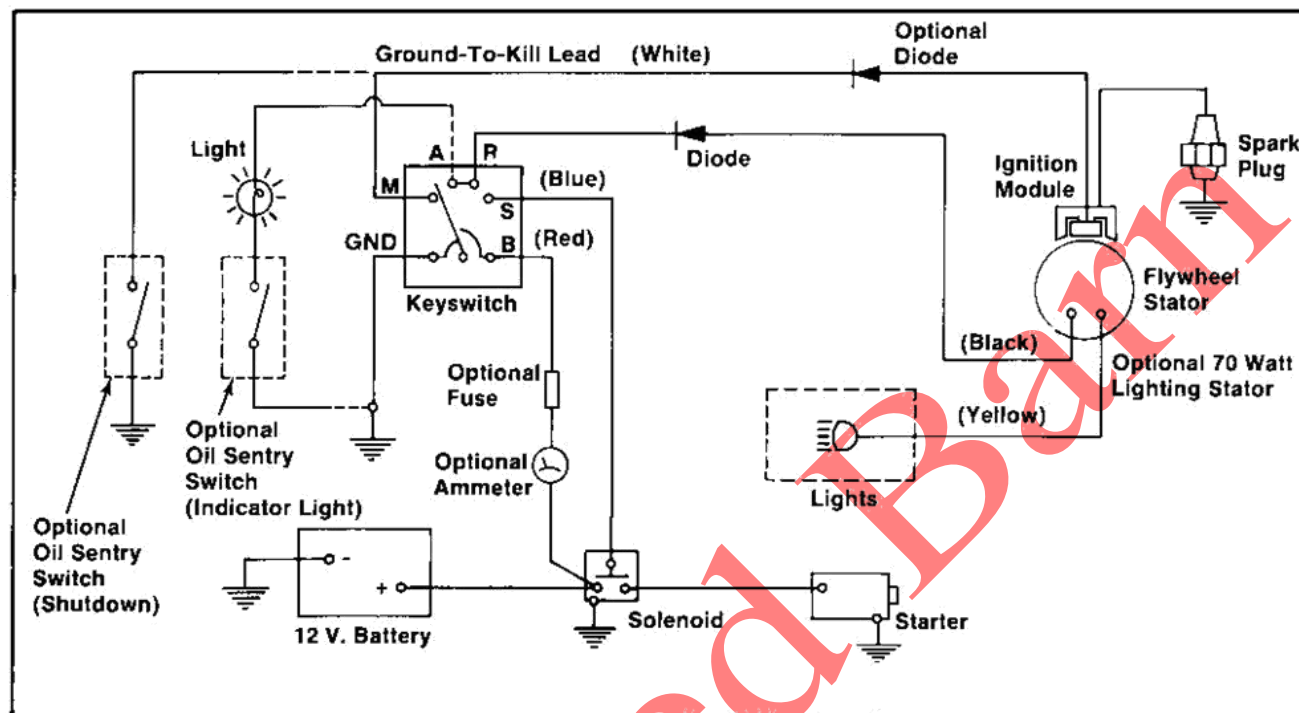 Ground-To-Kill Lead (White)
Optional
Diode
Light
A R
Diode
Ignition
Module
Spark
Plug
M
(Blue)
S
GND
B (Red)
Keyswitch
Flywheel
Stator
(Black)
Optional 70 Watt
Lighting Stator
Optional
Fuse
(Yellow)
Optional
Oil Sentry
Switch
(Indicator Light)
Optional
Ammeter
Lights
Optional
Oil Sentry
Switch
(Shutdown)
- +
12 V. Battery
Solenoid
Starter
ed Barn